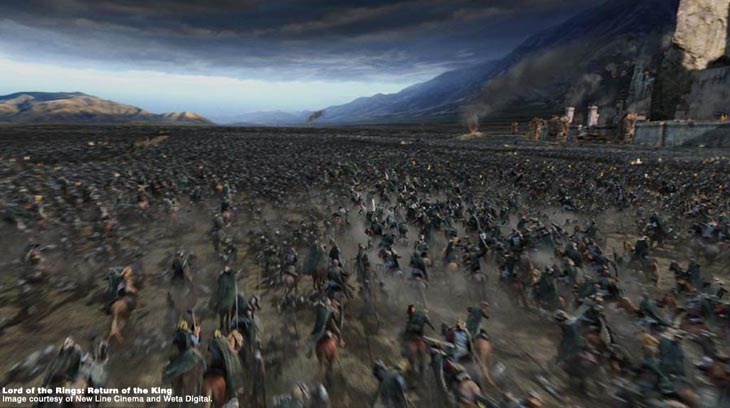 Lord of the Rings: Return of the King
Image courtesy of New Line Cinema and Weta Digital.